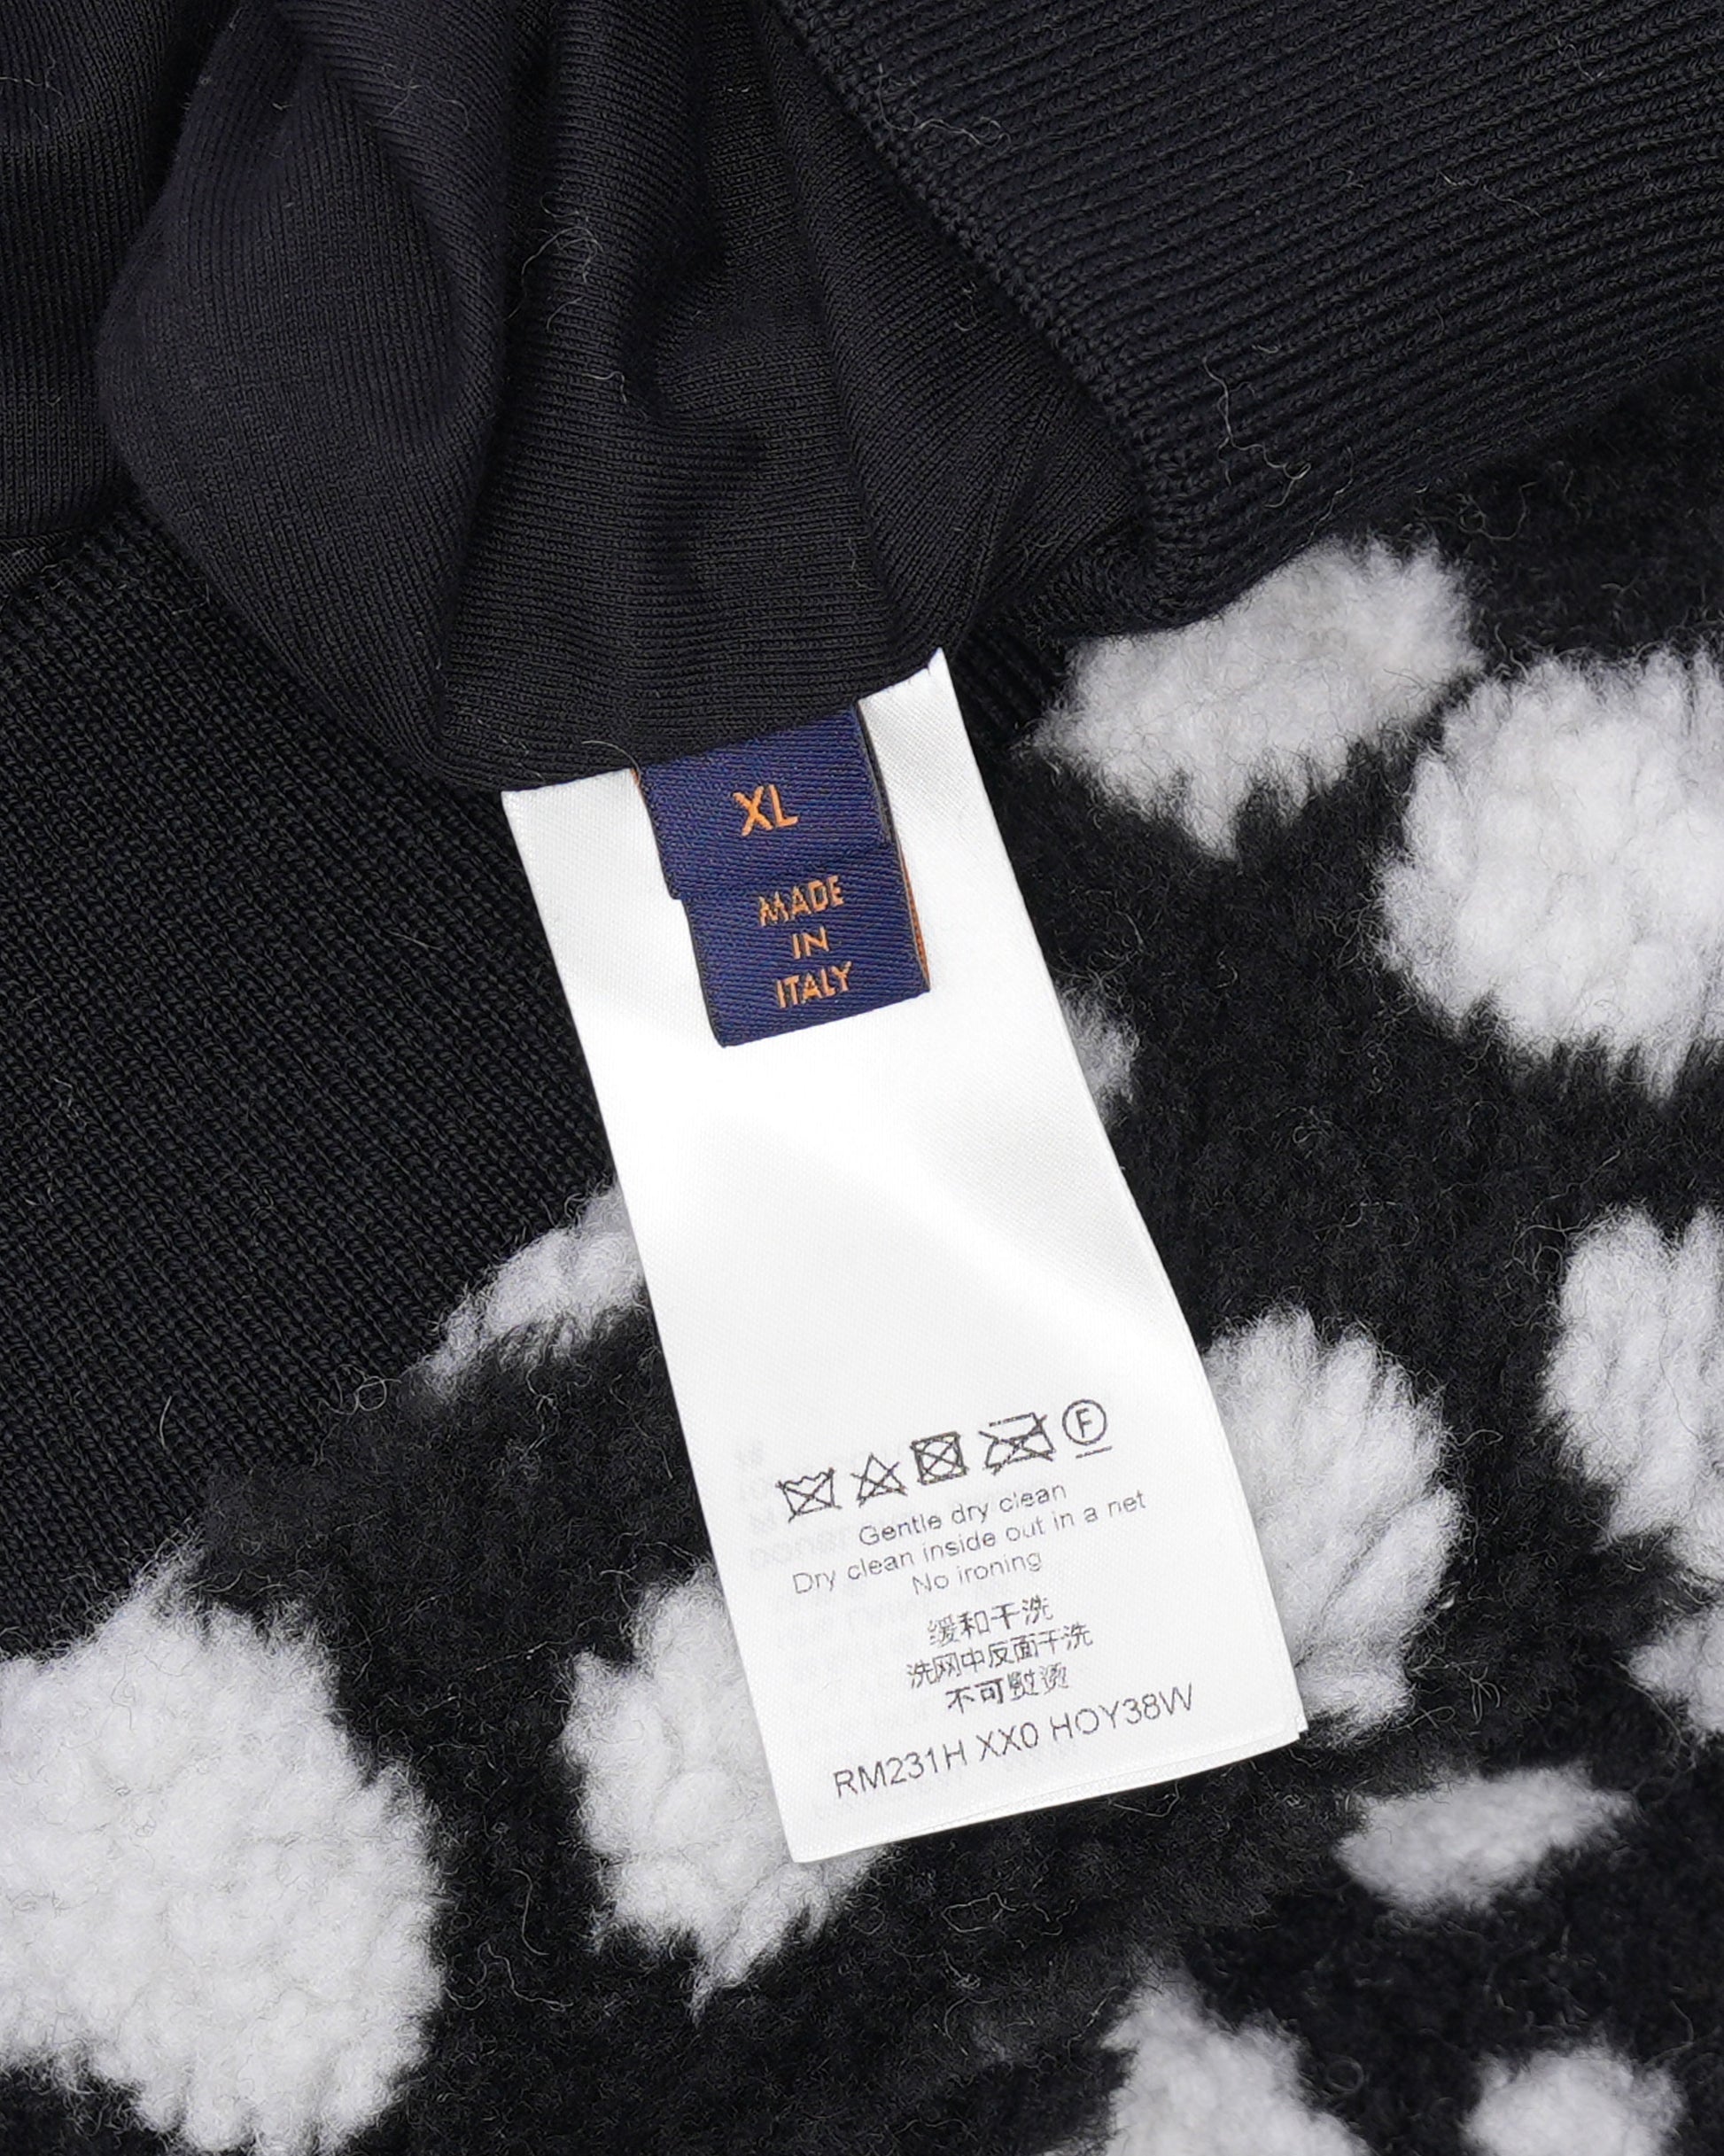 XL
MADE
IN
ITALY
F
Gentle dry clean
Dry clean inside out in a net
No ironing
缓和干洗
洗网中反面干洗
不可熨烫
RM231H XX0 HOY38W